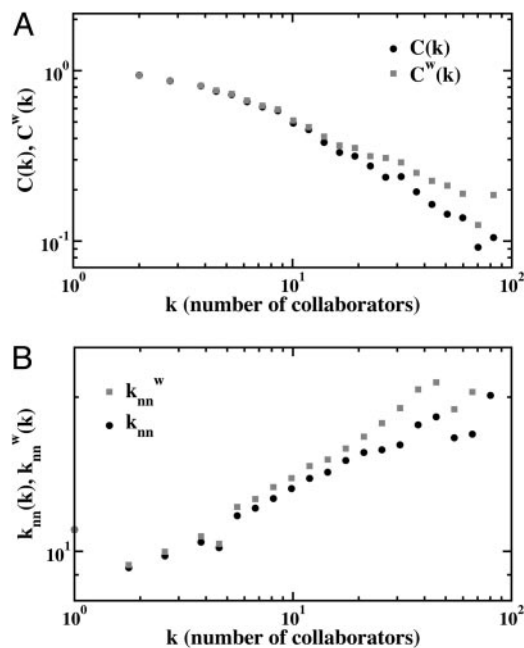 A
C(k), C^w(k)
10^0
10^-1
C(k)
C^w(k)
10^0
10^1
10^2
k (number of collaborators)
B
k_nn(k), k_nn^w(k)
10^1
k_nn^w
k_nn
10^0
10^1
10^2
k (number of collaborators)